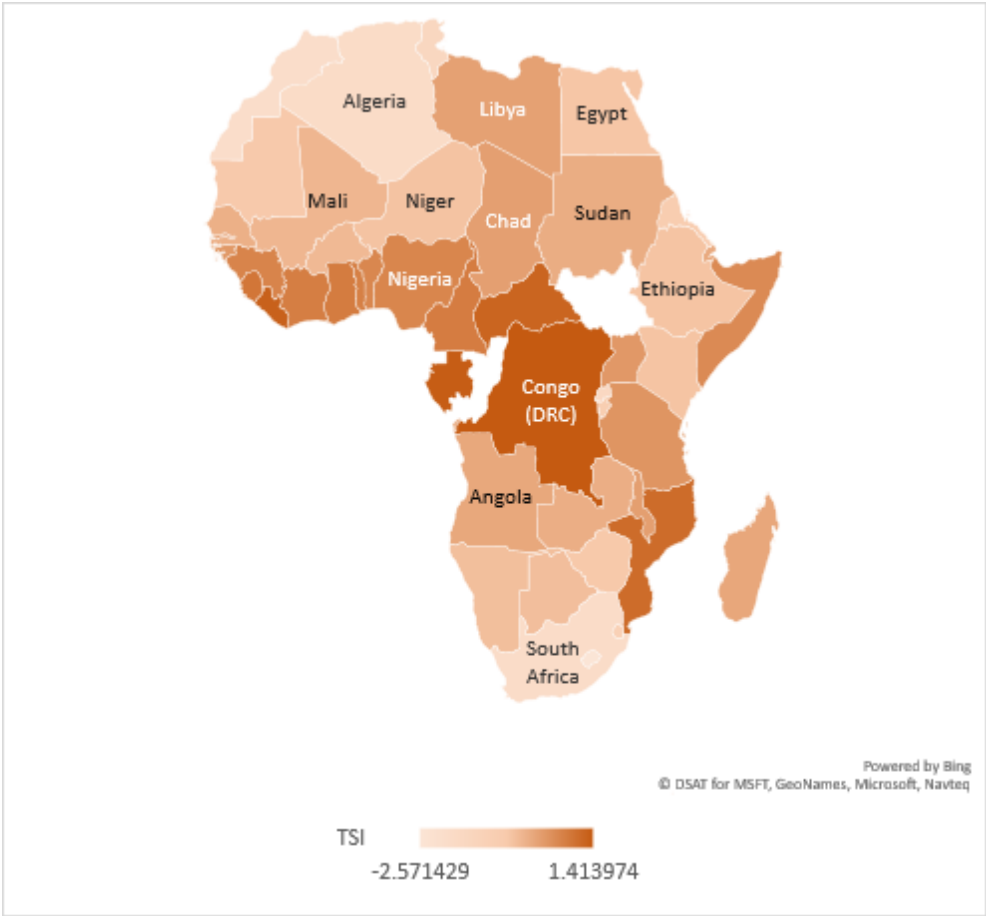 Algeria
Libya
Egypt
Mali
Niger
Chad
Sudan
Nigeria
Ethiopia
Congo
(DRC)
Angola
South
Africa
Powered by Bing
© DSAT for MSFT, GeoNames, Microsoft, Navteq
TSI
-2.571429 1.413974